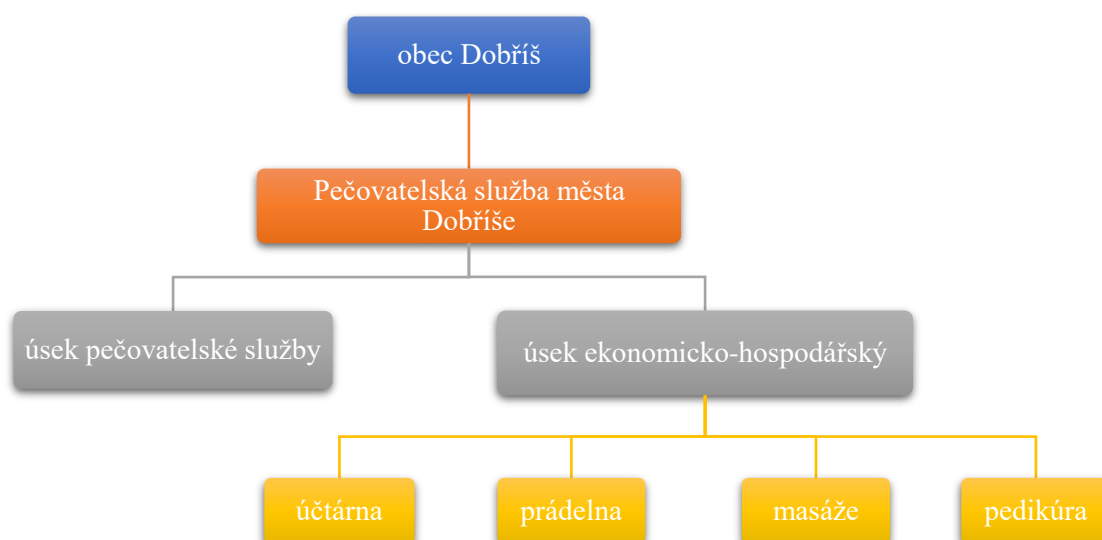 obec Dobříš
Pečovatelská služba města
Dobříše
úsek pečovatelské služby
úsek ekonomicko-hospodářský
účtárna
prádelna
masáže
pedikúra